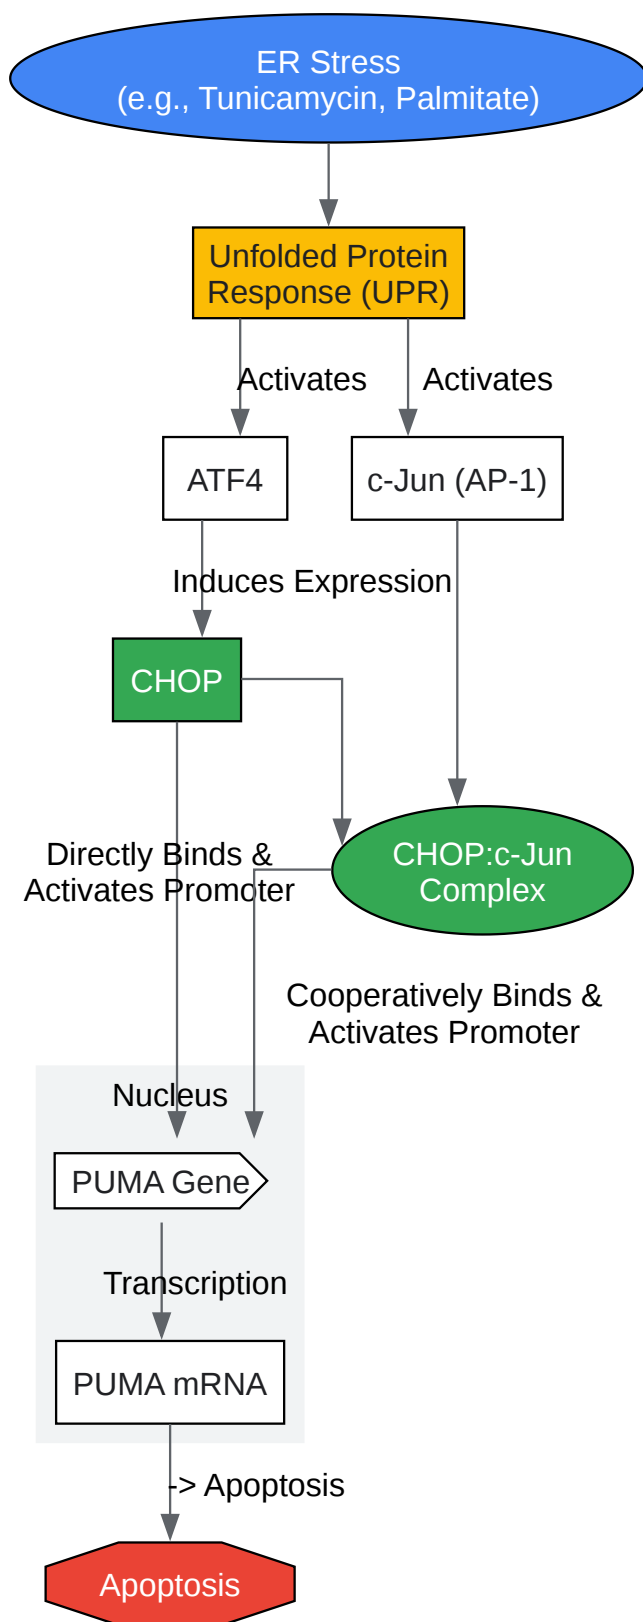 ER Stress
(e.g., Tunicamycin, Palmitate)
Unfolded Protein
Response (UPR)
Activates
Activates
ATF4
c-Jun (AP-1)
Induces Expression
CHOP
Directly Binds &
Activates Promoter
CHOP:c-Jun
Complex
Cooperatively Binds &
Activates Promoter
Nucleus
PUMA Gene
Transcription
PUMA mRNA
-> Apoptosis
Apoptosis